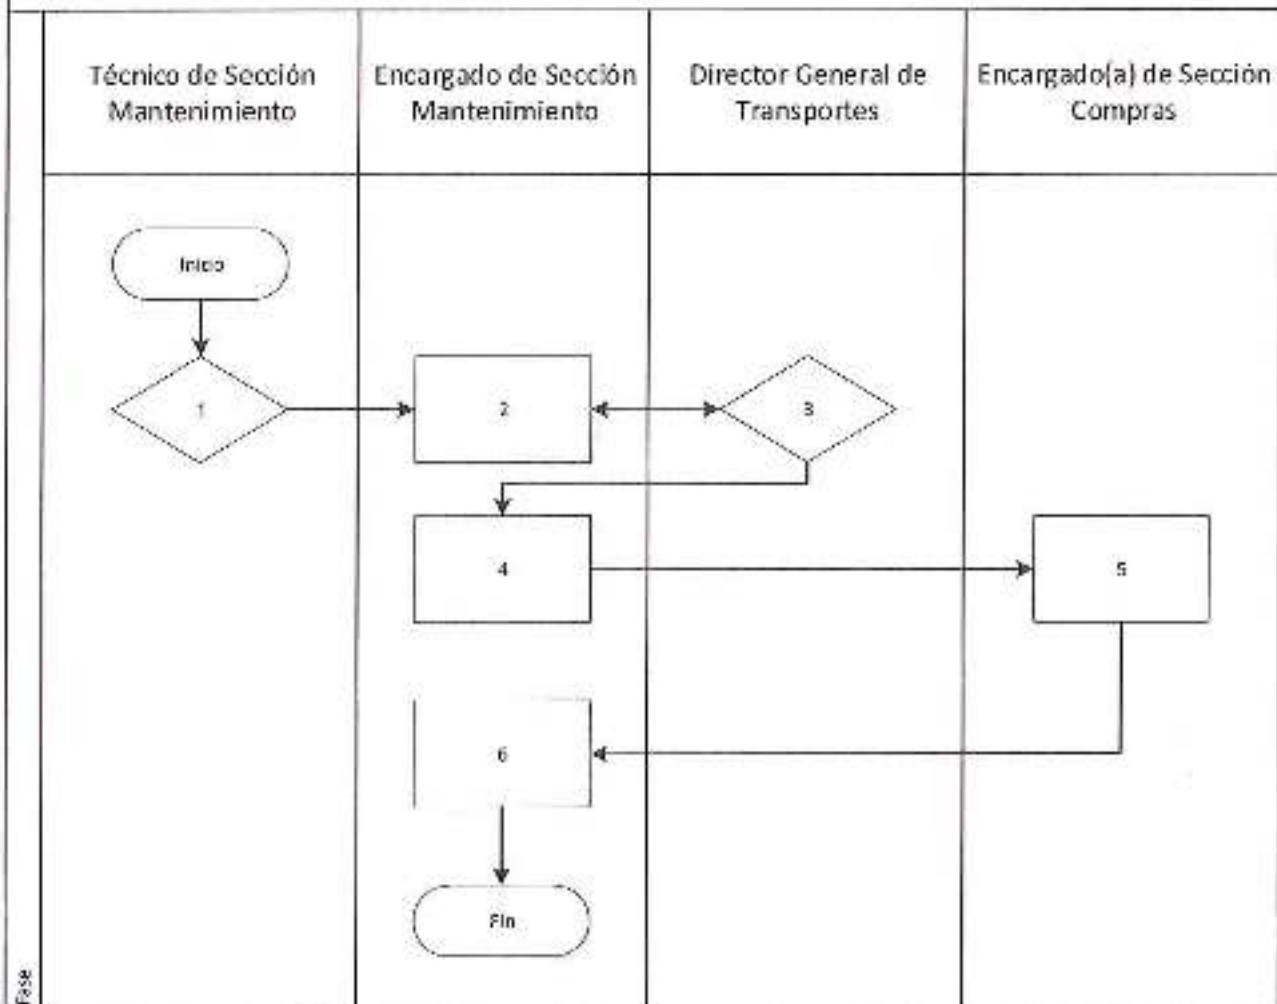 Técnico de Sección
Mantenimiento
Encargado de Sección
Mantenimiento
Director General de
Transportes
Encargado(a) de Sección
Compras
Inicio
1
2
3
4
5
6
Fin
Fase